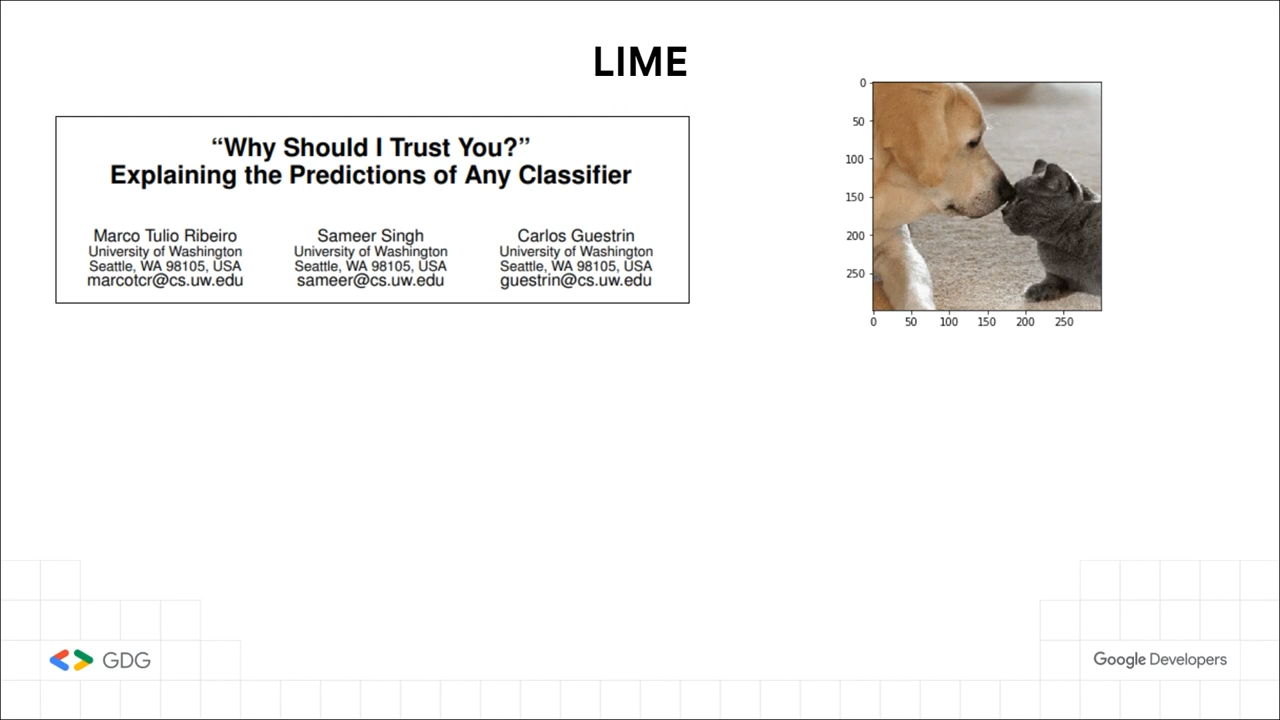 LIME
“Why Should I Trust You?”
Explaining the Predictions of Any Classifier
Marco Tulio Ribeiro
University of Washington
Seattle, WA 98105, USA
marcotcr@cs.uw.edu
Sameer Singh
University of Washington
Seattle, WA 98105, USA
sameer@cs.uw.edu
Carlos Guestrin
University of Washington
Seattle, WA 98105, USA
guestrin@cs.uw.edu
0
50
100
150
200
250
0 50 100 150 200 250
GDG
Google Developers